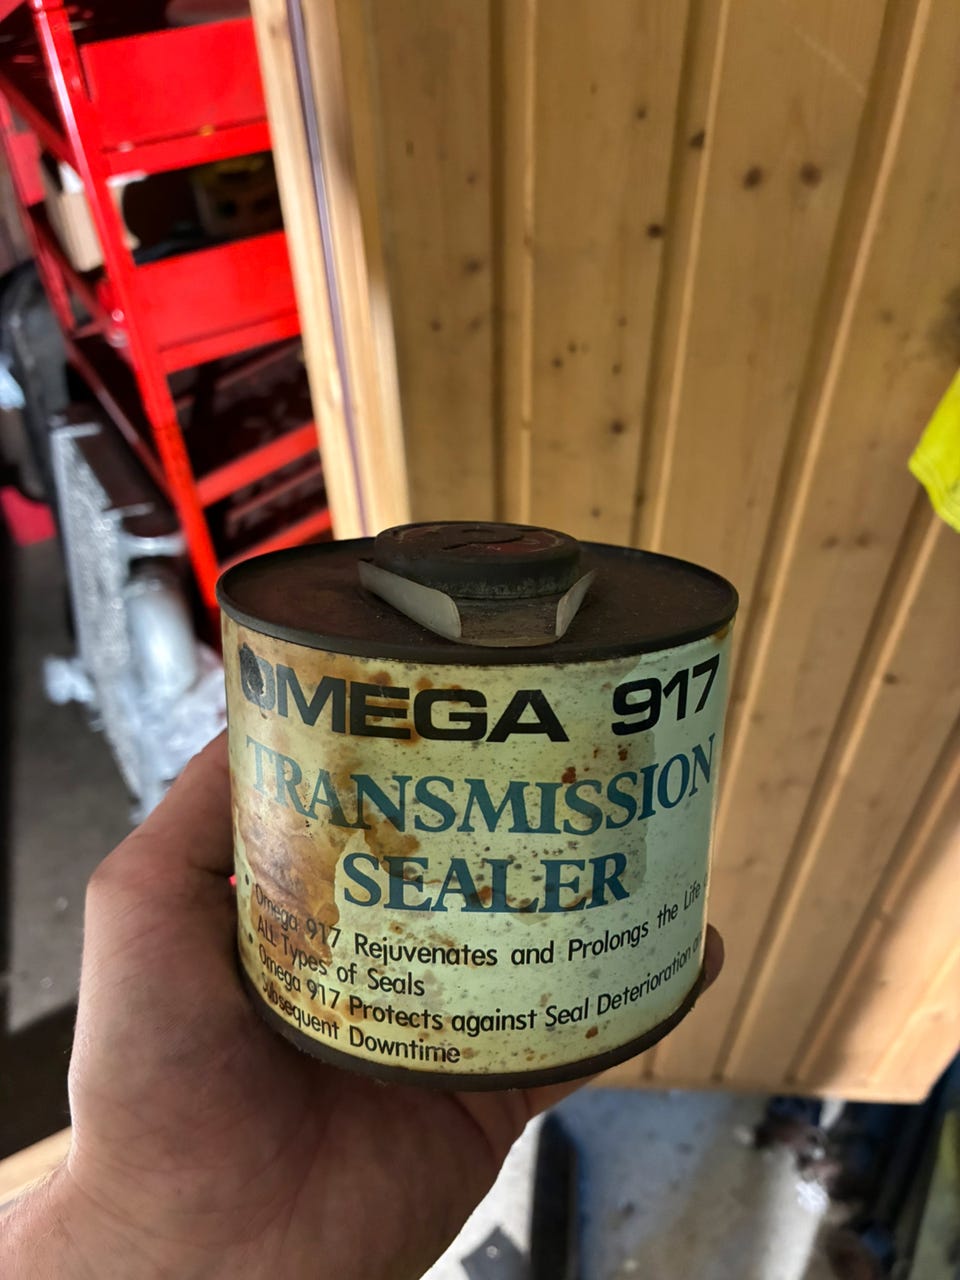 OMEGA 917
TRANSMISSION
SEALER
• Omega 917 Rejuvenates and Prolongs the Life
ALL Types of Seals
• Omega 917 Protects against Seal Deterioration
Subsequent Downtime